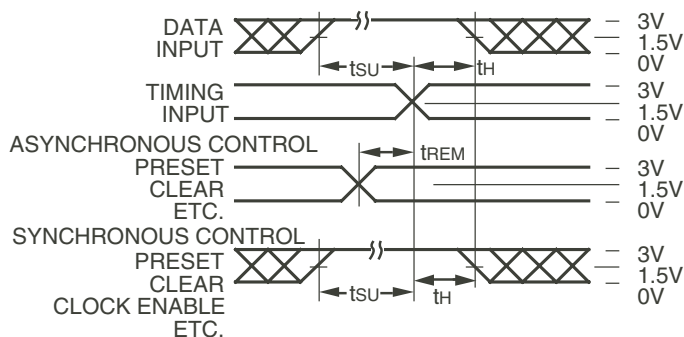 DATA
INPUT
3V
1.5V
0V
tSU
tH
TIMING
INPUT
3V
1.5V
0V
ASYNCHRONOUS CONTROL
PRESET
CLEAR
ETC.
tREM
3V
1.5V
0V
SYNCHRONOUS CONTROL
PRESET
CLEAR
CLOCK ENABLE
ETC.
tSU
tH
3V
1.5V
0V